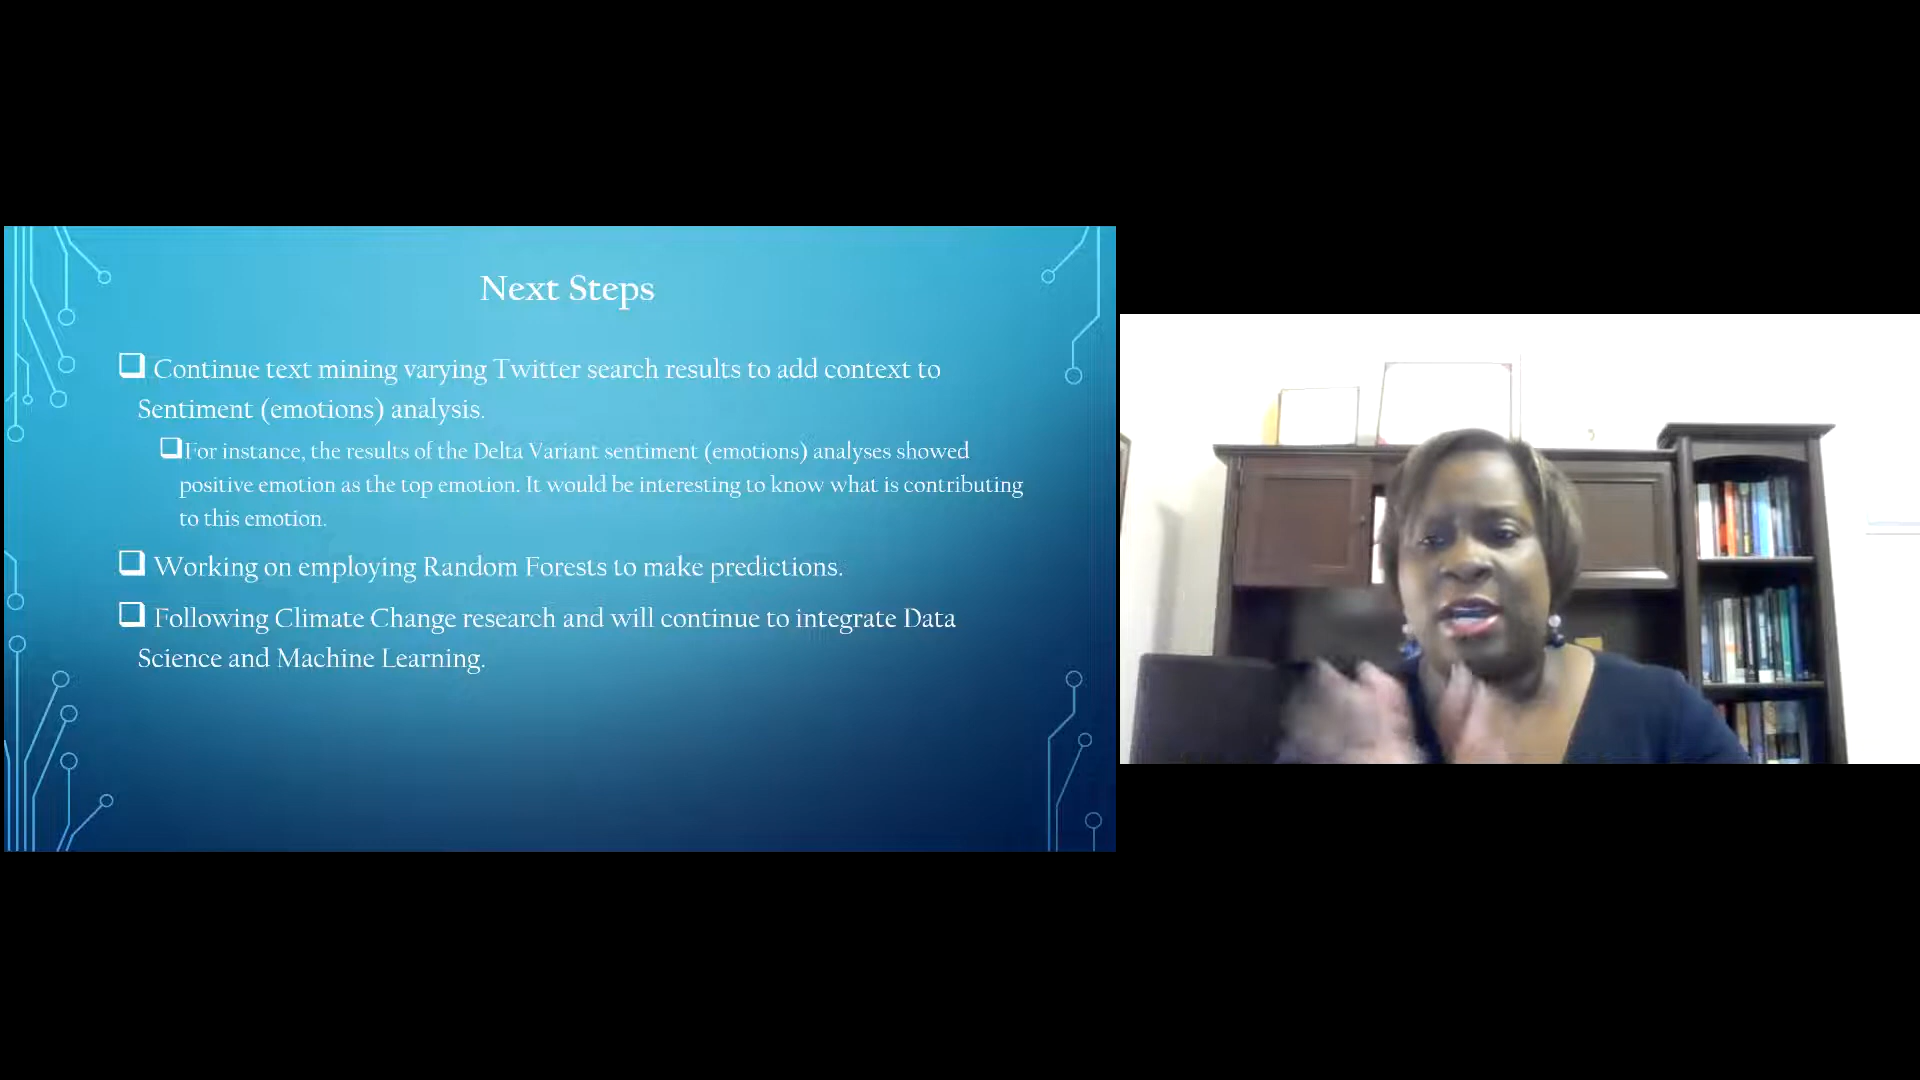 Next Steps
Continue text mining varying Twitter search results to add context to
Sentiment (emotions) analysis.
For instance, the results of the Delta Variant sentiment (emotions) analyses showed
positive emotion as the top emotion. It would be interesting to know what is contributing
to this emotion.
Working on employing Random Forests to make predictions.
Following Climate Change research and will continue to integrate Data
Science and Machine Learning.